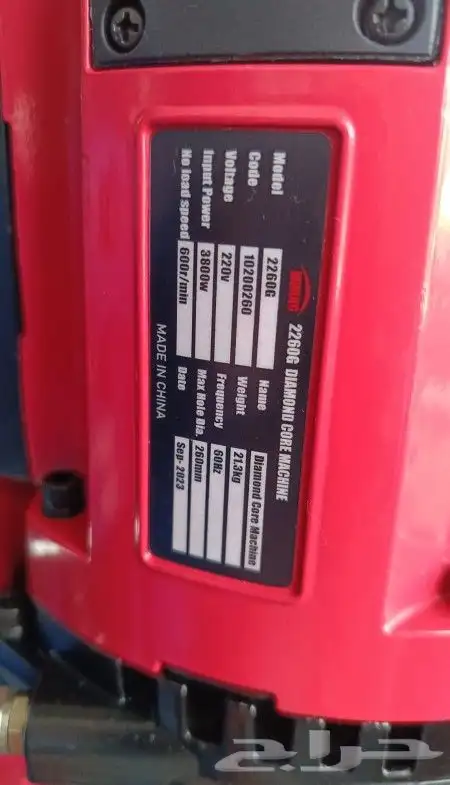 2260G DIAMOND CORE MACHINE
Model 2260G Name Diamond Core Machine
Code 10200260 Weight 21.3kg
Voltage 220v Frequency 60Hz
Input Power 3800w Max Hole Dia. 260mm
No load speed 600r/min Date Sep- 2023
MADE IN CHINA
حراج